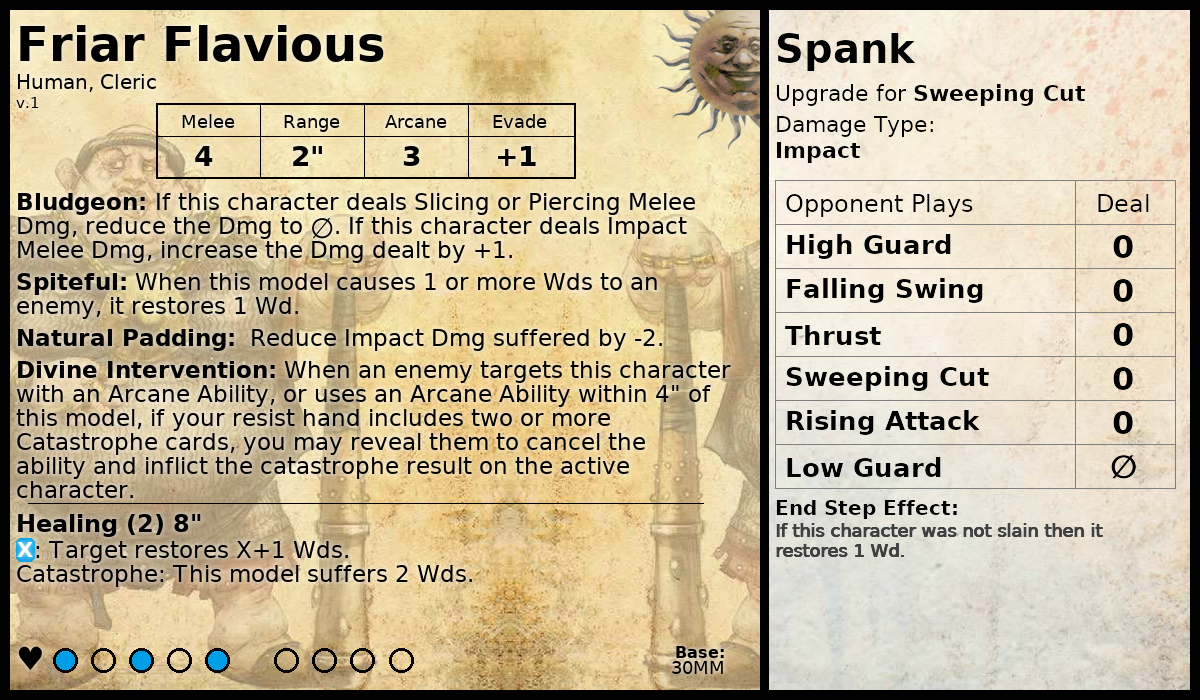 Friar Flavious
Human, Cleric
v.1
Melee Range Arcane Evade
4 2" 3 +1
Bludgeon: If this character deals Slicing or Piercing Melee
Dmg, reduce the Dmg to ∅. If this character deals Impact
Melee Dmg, increase the Dmg dealt by +1.
Spiteful: When this model causes 1 or more Wds to an
enemy, it restores 1 Wd.
Natural Padding: Reduce Impact Dmg suffered by -2.
Divine Intervention: When an enemy targets this character
with an Arcane Ability, or uses an Arcane Ability within 4" of
this model, if your resist hand includes two or more
Catastrophe cards, you may reveal them to cancel the
ability and inflict the catastrophe result on the active
character.
Healing (2) 8"
X: Target restores X+1 Wds.
Catastrophe: This model suffers 2 Wds.
Base:
30MM
Spank
Upgrade for Sweeping Cut
Damage Type:
Impact
Opponent Plays Deal
High Guard 0
Falling Swing 0
Thrust 0
Sweeping Cut 0
Rising Attack 0
Low Guard ∅
End Step Effect:
If this character was not slain then it
restores 1 Wd.